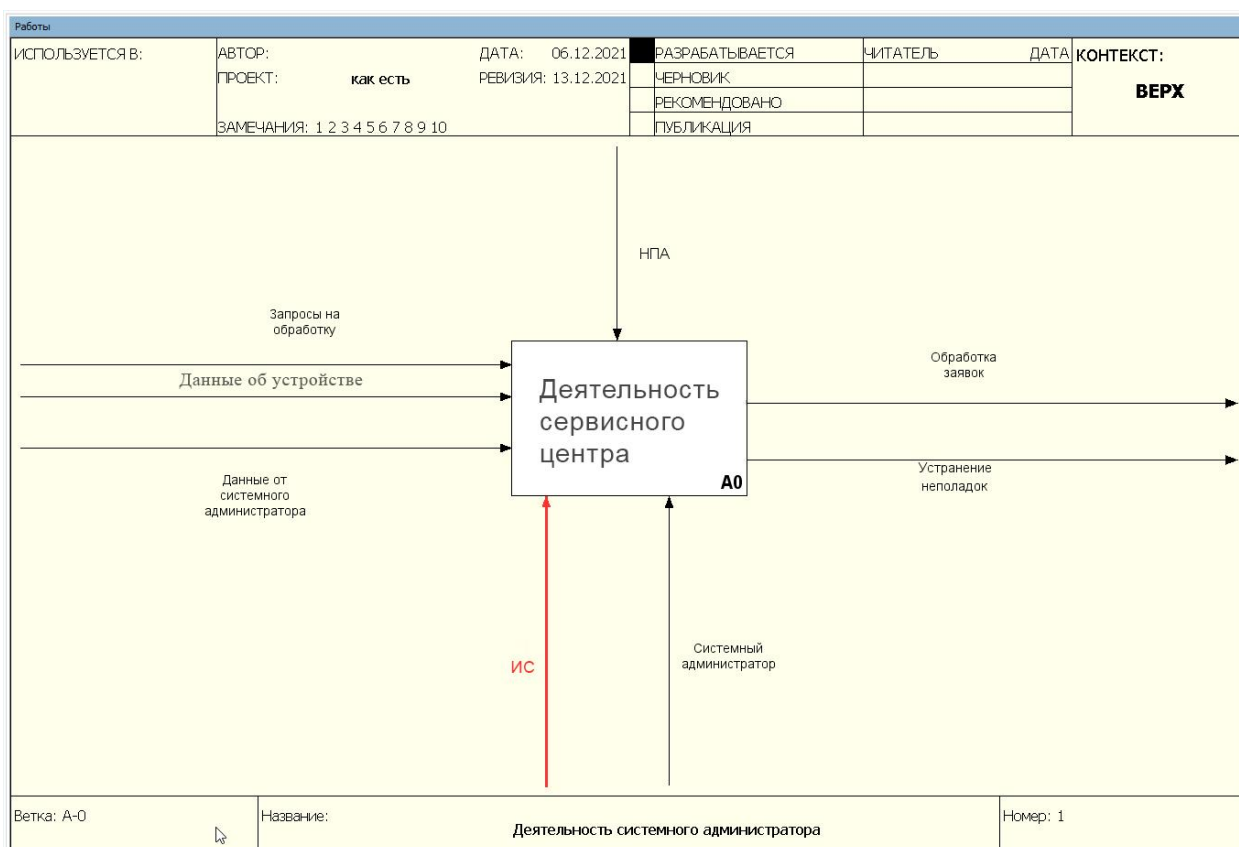 Работы
ИСПОЛЬЗУЕТСЯ В:
АВТОР:
ДАТА: 06.12.2021
РАЗРАБАТЫВАЕТСЯ
ЧИТАТЕЛЬ
ДАТА
КОНТЕКСТ:
ПРОЕКТ: как есть
РЕВИЗИЯ: 13.12.2021
ЧЕРНОВИК
ВЕРХ
РЕКОМЕНДОВАНО
ЗАМЕЧАНИЯ: 1 2 3 4 5 6 7 8 9 10
ПУБЛИКАЦИЯ
НПА
Запросы на
обработку
Данные об устройстве
Данные от
системного
администратора
Деятельность
сервисного
центра
A0
Обработка
заявок
Устранение
неполадок
ИС
Системный
администратор
Ветка: A-0
Название:
Деятельность системного администратора
Номер: 1